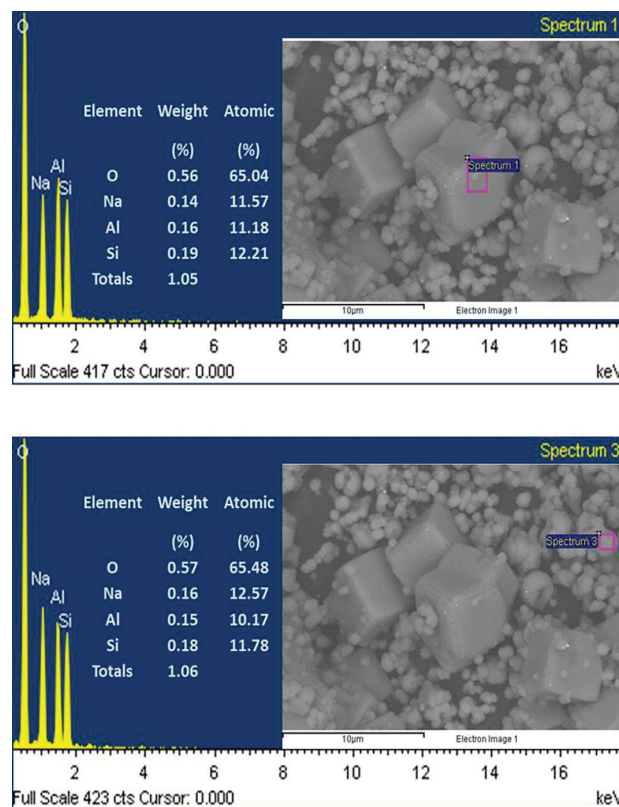 Spectrum 1
O
Element Weight Atomic
(%) (%)
O 0.56 65.04
Na 0.14 11.57
Al 0.16 11.18
Si 0.19 12.21
Totals 1.05
Al
Na Si
Spectrum 1
10µm Electron Image 1
2 4 6 8 10 12 14 16
Full Scale 417 cts Cursor: 0.000 keV
Spectrum 3
O
Element Weight Atomic
(%) (%)
O 0.57 65.48
Na 0.16 12.57
Al 0.15 10.17
Si 0.18 11.78
Totals 1.06
Na
Al
Si
Spectrum 3
10µm Electron Image 1
2 4 6 8 10 12 14 16
Full Scale 423 cts Cursor: 0.000 keV